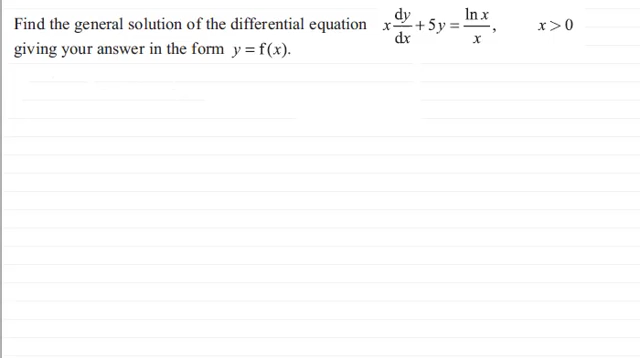 Find the general solution of the differential equation x dy/dx + 5y = ln x/x, x > 0
giving your answer in the form y = f(x).